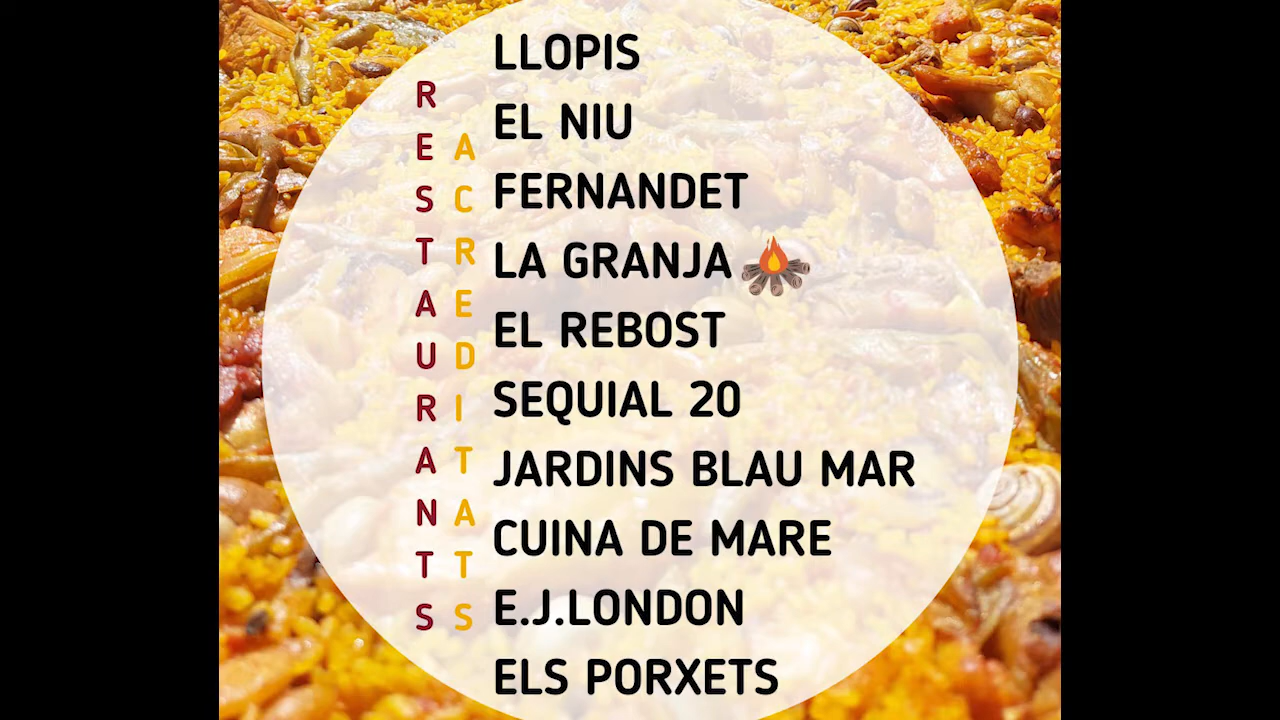 RESTAURANTS
ACREDITATS
LLOPIS
EL NIU
FERNANDET
LA GRANJA
EL REBOST
SEQUIAL 20
JARDINS BLAU MAR
CUINA DE MARE
E.J.LONDON
ELS PORXETS